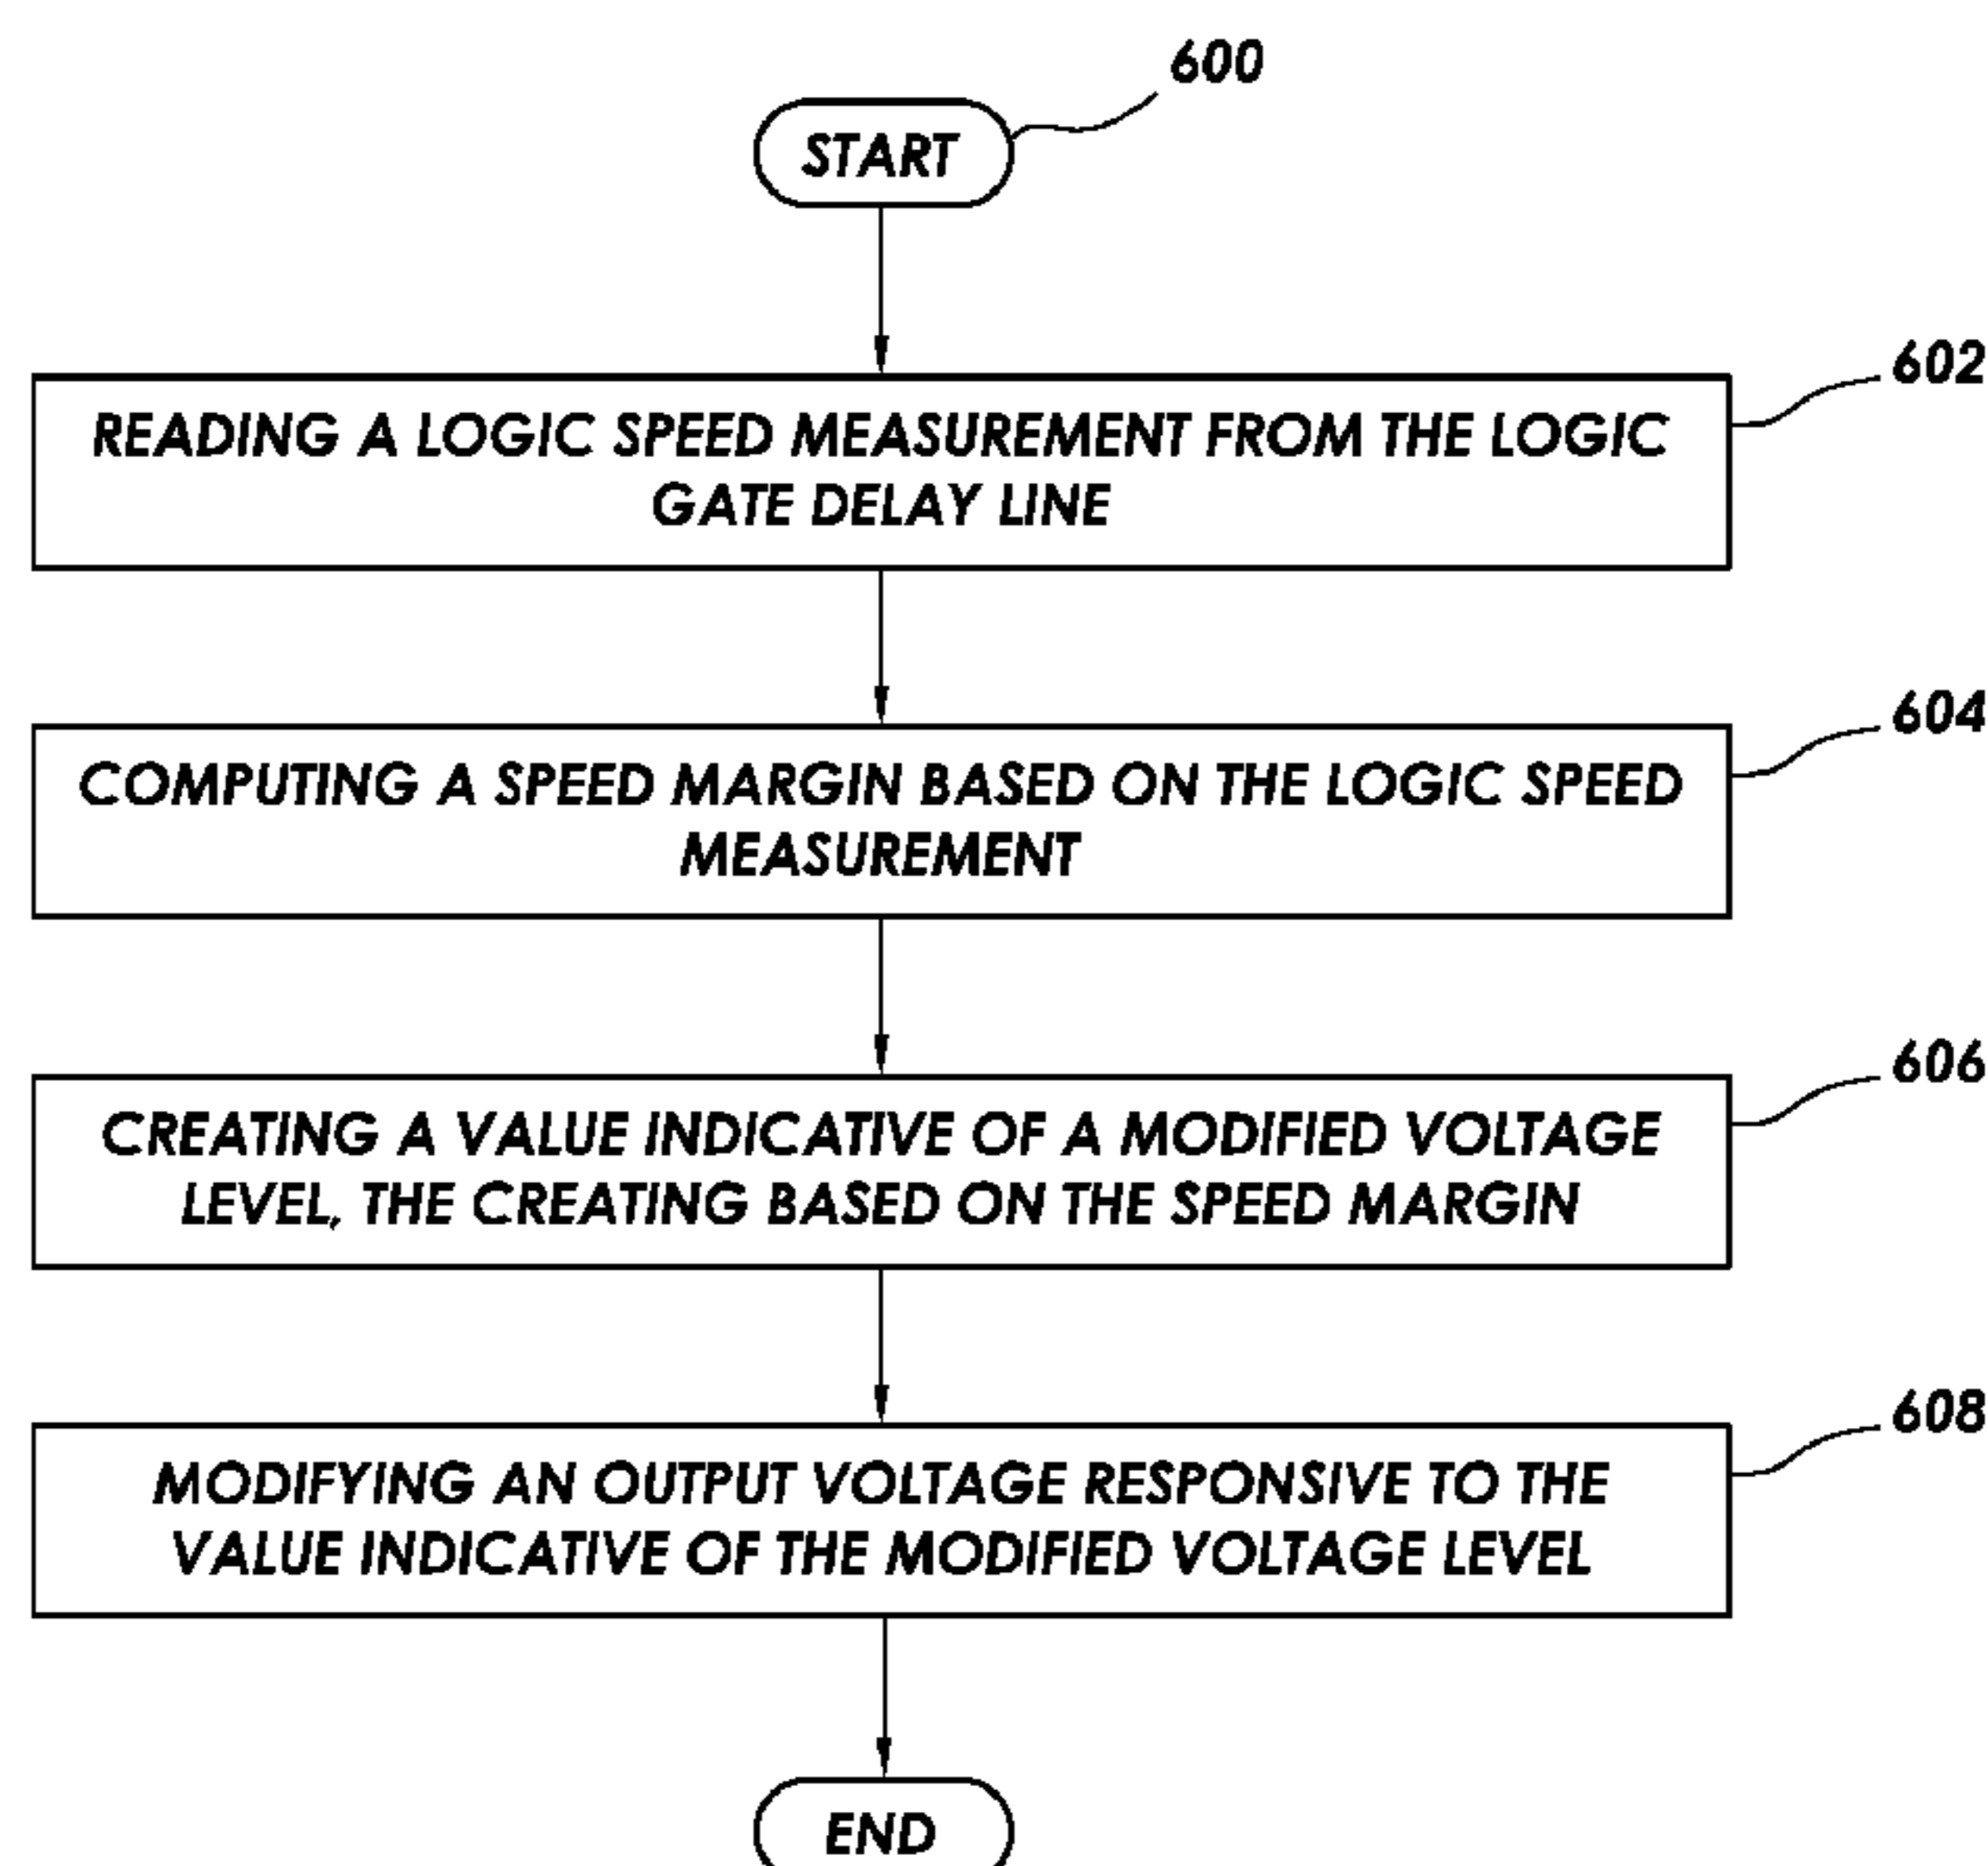 600
START
602
READING A LOGIC SPEED MEASUREMENT FROM THE LOGIC
GATE DELAY LINE
604
COMPUTING A SPEED MARGIN BASED ON THE LOGIC SPEED
MEASUREMENT
606
CREATING A VALUE INDICATIVE OF A MODIFIED VOLTAGE
LEVEL, THE CREATING BASED ON THE SPEED MARGIN
608
MODIFYING AN OUTPUT VOLTAGE RESPONSIVE TO THE
VALUE INDICATIVE OF THE MODIFIED VOLTAGE LEVEL
END